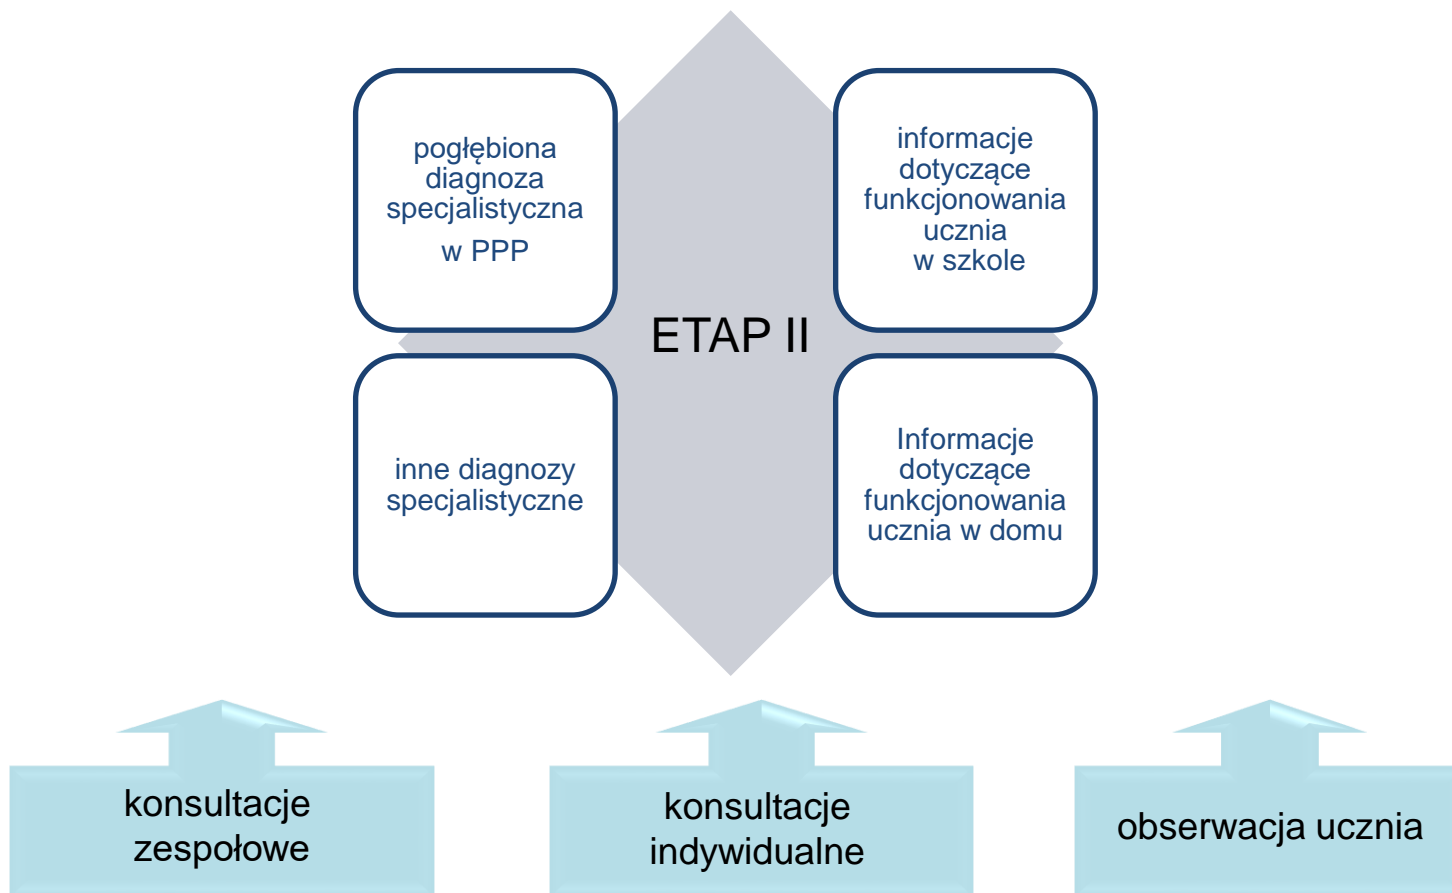 pogłębiona
diagnoza
specjalistyczna
w PPP
informacje
dotyczące
funkcjonowania
ucznia
w szkole
ETAP II
inne diagnozy
specjalistyczne
Informacje
dotyczące
funkcjonowania
ucznia w domu
konsultacje
zespołowe
konsultacje
indywidualne
obserwacja ucznia